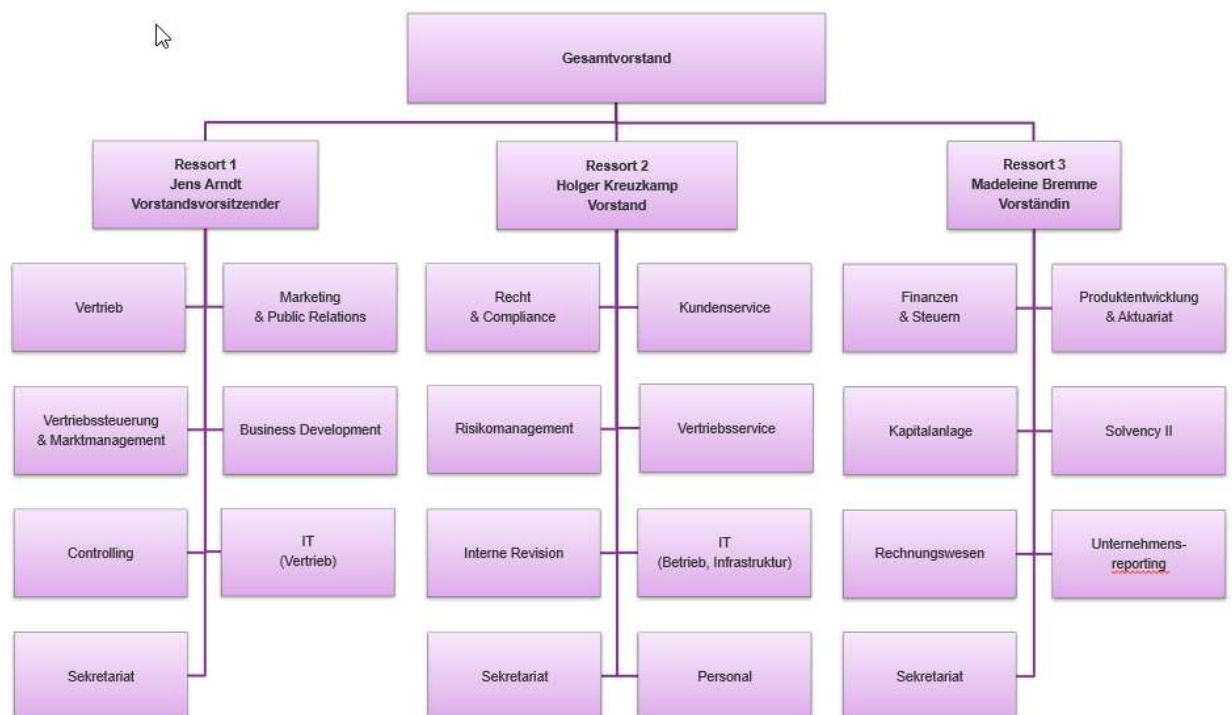 Gesamtvorstand
Ressort 1
Jens Arndt
Vorstandsvorsitzender
Ressort 2
Holger Kreuzkamp
Vorstand
Ressort 3
Madeleine Bremme
Vorständin
Vertrieb
Marketing
& Public Relations
Recht
& Compliance
Kundenservice
Finanzen
& Steuern
Produktentwicklung
& Aktuariat
Vertriebssteuerung
& Marktmanagement
Business Development
Risikomanagement
Vertriebsservice
Kapitalanlage
Solvency II
Controlling
IT
(Vertrieb)
Interne Revision
IT
(Betrieb, Infrastruktur)
Rechnungswesen
Unternehmens-
reporting
Sekretariat
Sekretariat
Personal
Sekretariat